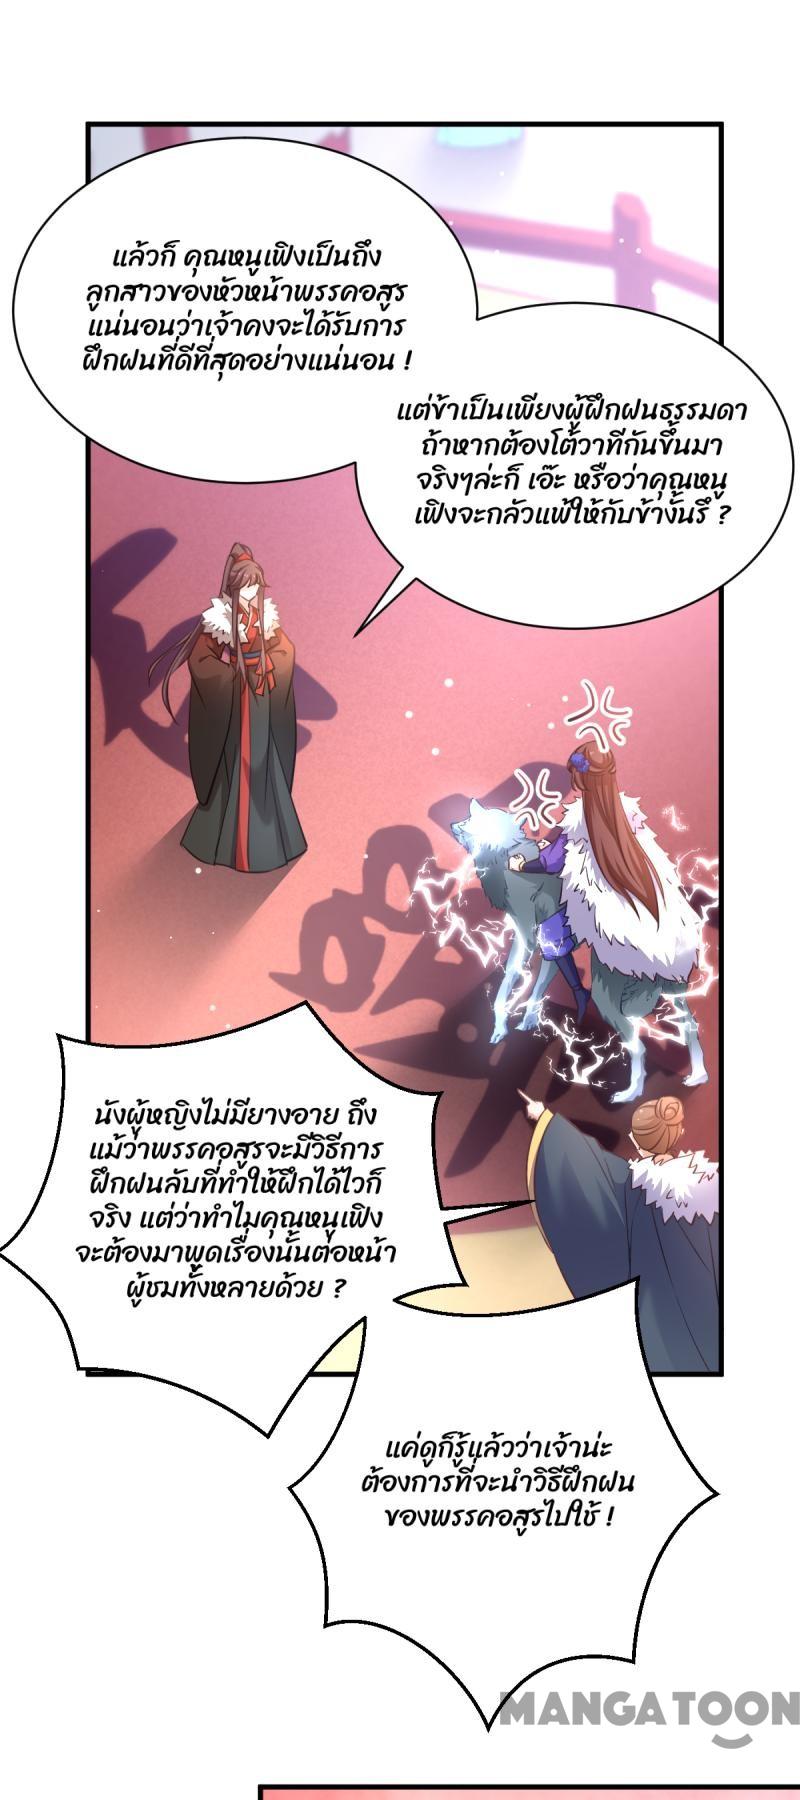 แล้วก็ คุณหนูเฟิงเป็นถึง
ลูกสาวของหัวหน้าพรรคอสูร
แน่นอนว่าเจ้าคงจะได้รับการ
ฝึกฝนที่ดีที่สุดอย่างแน่นอน !
แต่ข้าเป็นเพียงผู้ฝึกฝนธรรมดา
ถ้าหากต้องโต้วาทีกันขึ้นมา
จริงๆล่ะก็ เอ๊ะ หรือว่าคุณหนู
เฟิงจะกลัวแพ้ให้กับข้างั้นรึ ?
นังผู้หญิงไม่มียางอาย ถึง
แม้ว่าพรรคอสูรจะมีวิธีการ
ฝึกฝนลับที่ทำให้ฝึกได้ไวก็
จริง แต่ว่าทำไมคุณหนูเฟิง
จะต้องมาพูดเรื่องนั้นต่อหน้า
ผู้ชมทั้งหลายด้วย ?
แค่ดูก็รู้แล้วว่าเจ้าน่ะ
ต้องการที่จะนำวิธีฝึกฝน
ของพรรคอสูรไปใช้ !
MANGATOON